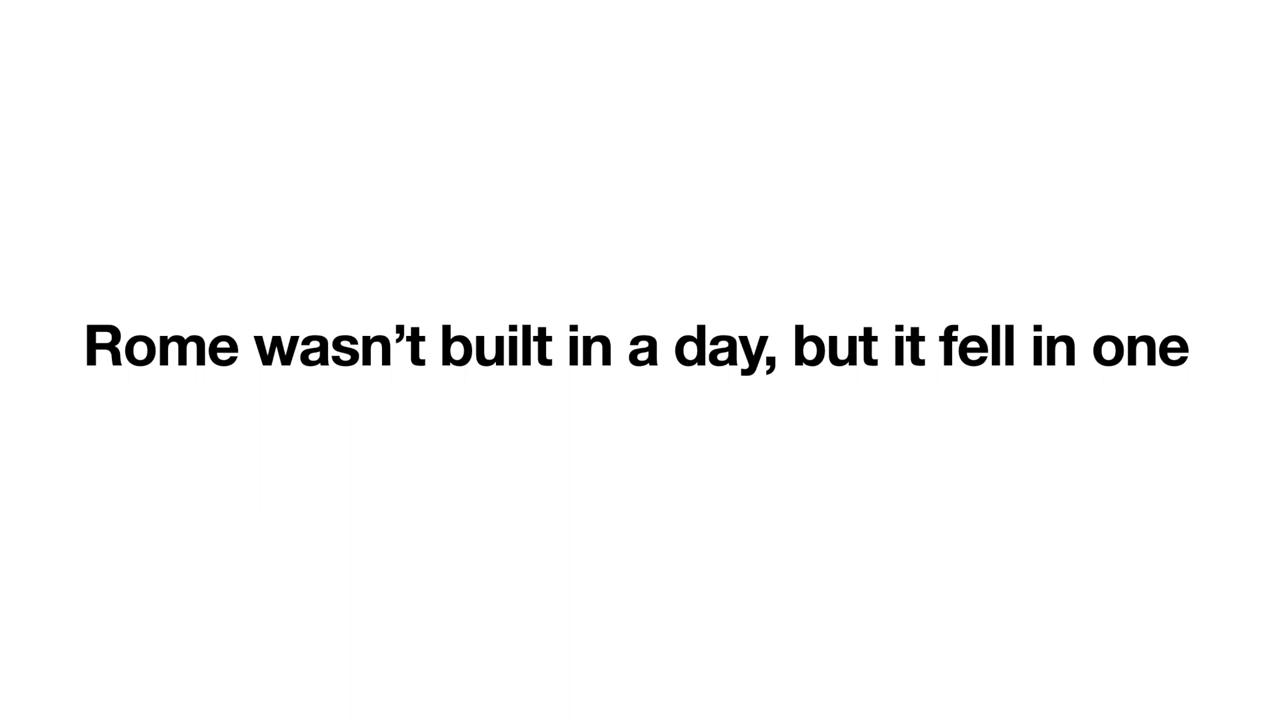 Rome wasn’t built in a day, but it fell in one